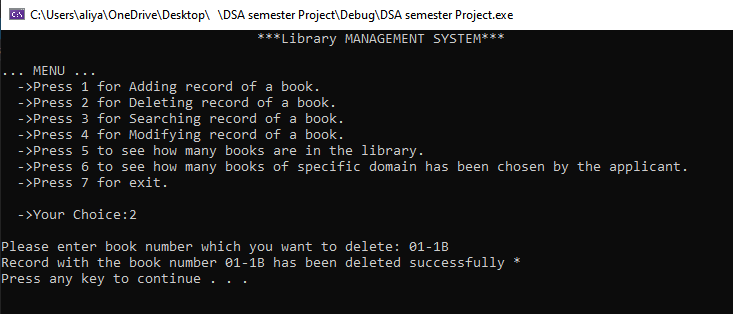 C:\Users\aliya\OneDrive\Desktop\ \DSA semester Project\Debug\DSA semester Project.exe
***Library MANAGEMENT SYSTEM***
... MENU ...
->Press 1 for Adding record of a book.
->Press 2 for Deleting record of a book.
->Press 3 for Searching record of a book.
->Press 4 for Modifying record of a book.
->Press 5 to see how many books are in the library.
->Press 6 to see how many books of specific domain has been chosen by the applicant.
->Press 7 for exit.
->Your Choice:2
Please enter book number which you want to delete: 01-1B
Record with the book number 01-1B has been deleted successfully *
Press any key to continue . . .